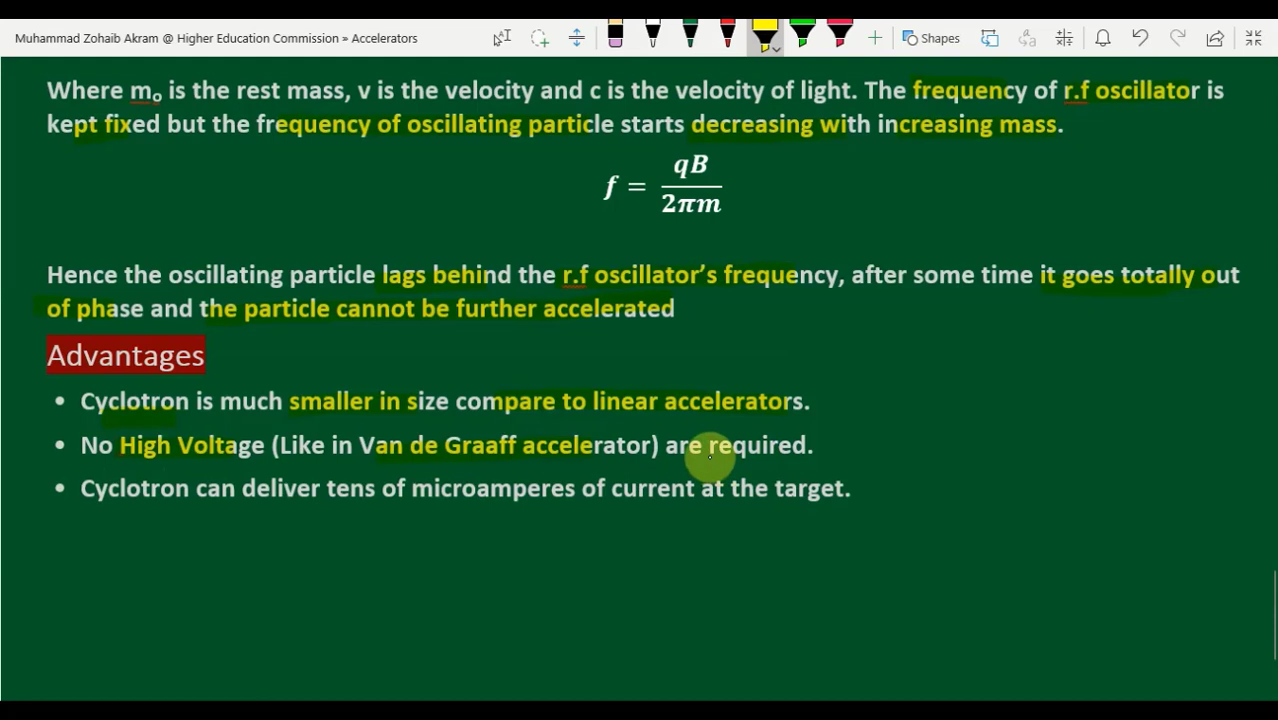 Muhammad Zohaib Akram @ Higher Education Commission » Accelerators
Shapes
Where mₒ is the rest mass, v is the velocity and c is the velocity of light. The frequency of r.f oscillator is
kept fixed but the frequency of oscillating particle starts decreasing with increasing mass.
f = qB / 2πm
Hence the oscillating particle lags behind the r.f oscillator's frequency, after some time it goes totally out
of phase and the particle cannot be further accelerated
Advantages
• Cyclotron is much smaller in size compare to linear accelerators.
• No High Voltage (Like in Van de Graaff accelerator) are required.
• Cyclotron can deliver tens of microamperes of current at the target.